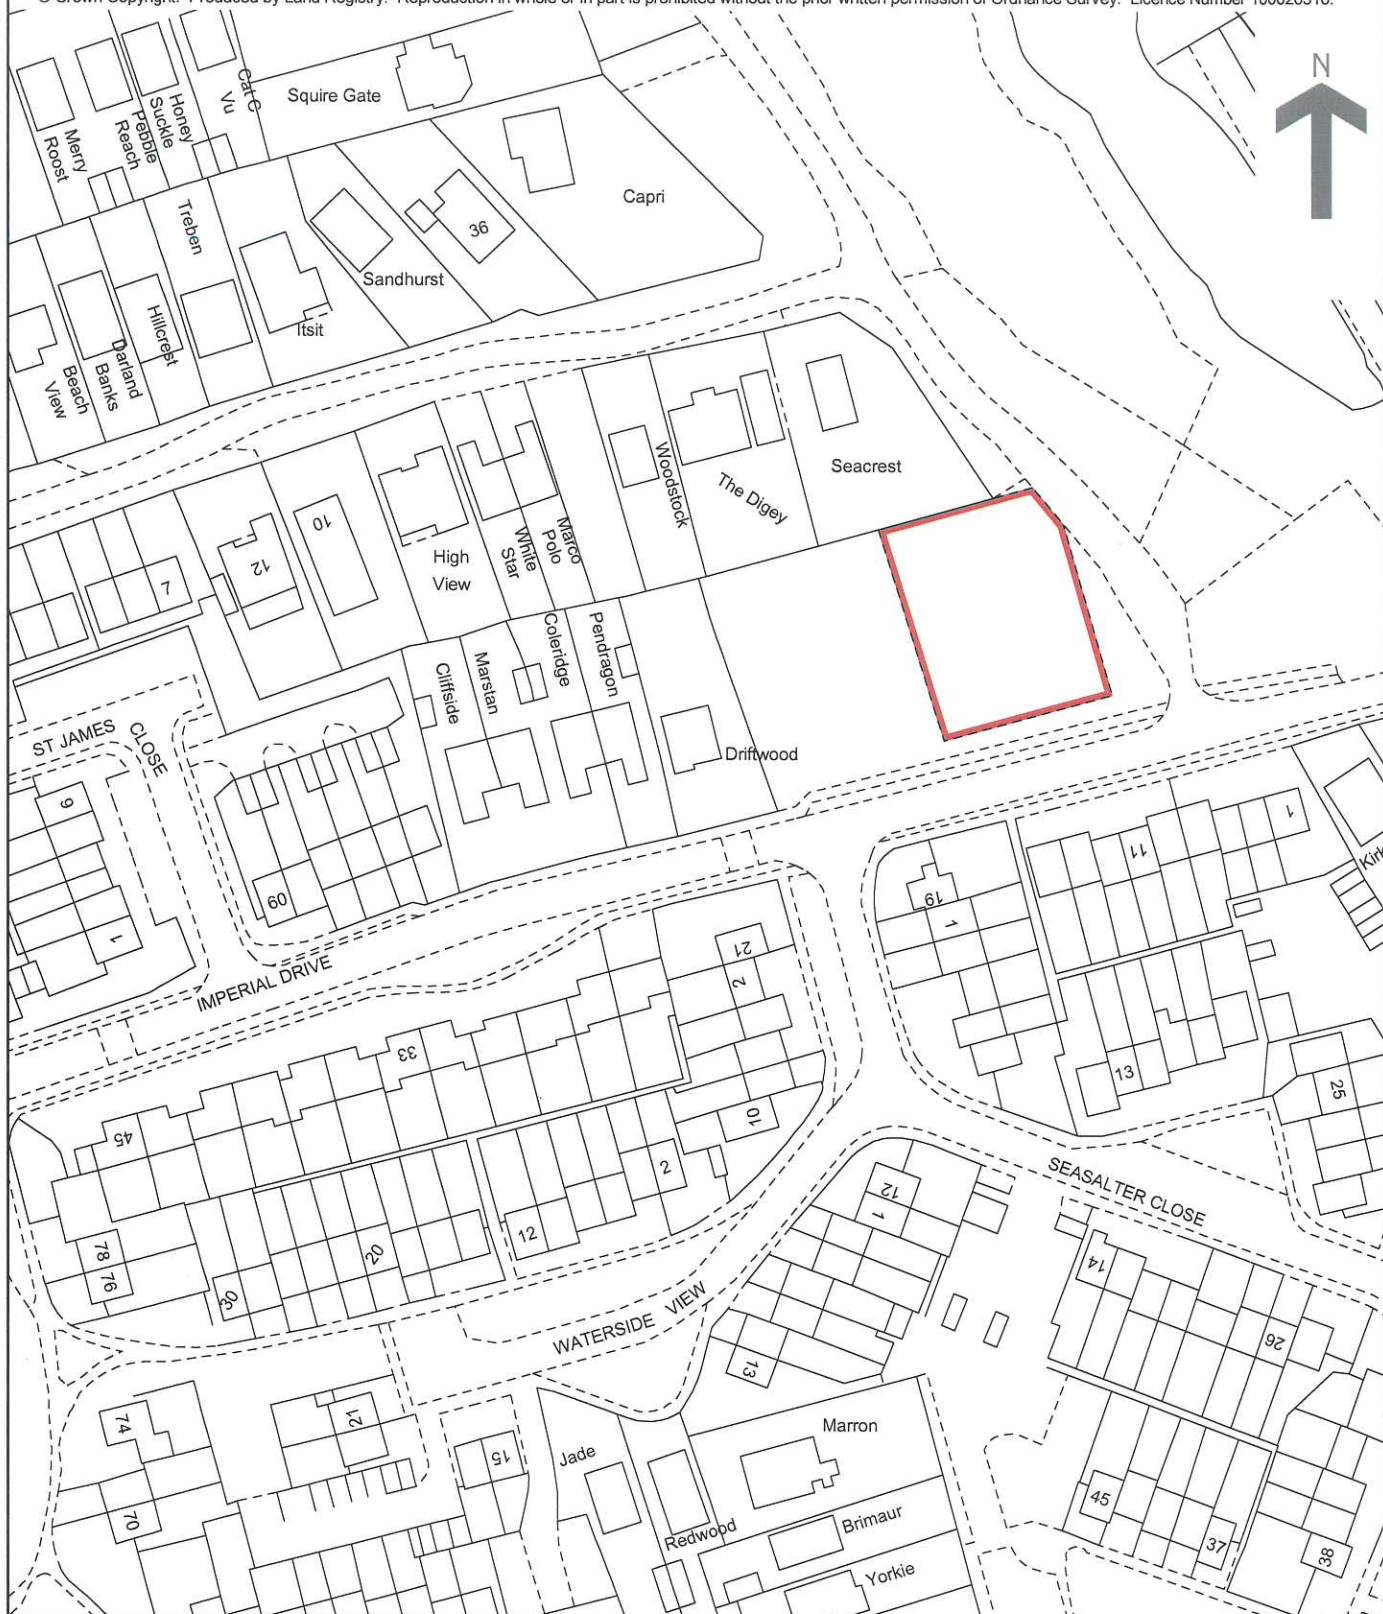 © Crown Copyright. Produced by Land Registry. Reproduction in whole or in part is prohibited without the prior written permission of Ordnance Survey. Licence Number 100026316.
N
Merry
Roost
Pebble
Reach
Honey
Suckle
Cat C
Vu
Squire Gate
Capri
36
Sandhurst
Itsit
Treben
Hillcrest
Darland
Banks
Beach
View
Woodstock
The Digey
Seacrest
7
12
10
High
View
White
Star
Marco
Polo
Cliffside
Marstan
Coleridge
Pendragon
Driftwood
ST JAMES
CLOSE
9
1
60
IMPERIAL DRIVE
21
2
19
1
11
1
Kirk
33
45
10
2
12
20
30
78
76
13
25
SEASALTER CLOSE
12
1
14
26
WATERSIDE VIEW
13
74
70
21
15
Jade
Redwood
Marron
Brimaur
Yorkie
45
37
38